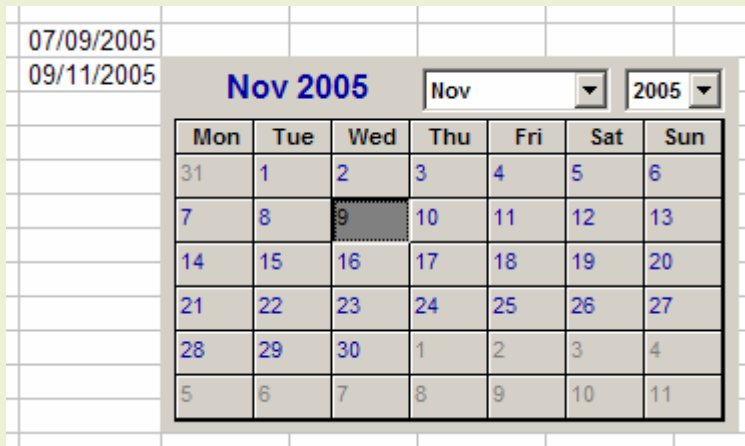 07/09/2005
09/11/2005
Nov 2005 Nov 2005
Mon Tue Wed Thu Fri Sat Sun
31 1 2 3 4 5 6
7 8 9 10 11 12 13
14 15 16 17 18 19 20
21 22 23 24 25 26 27
28 29 30 1 2 3 4
5 6 7 8 9 10 11